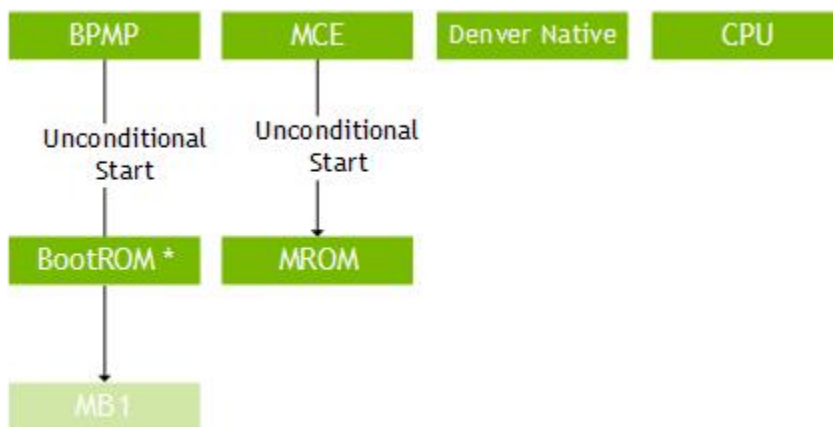 BPMP
MCE
Denver Native
CPU
Unconditional
Start
Unconditional
Start
BootROM *
MROM
MB1